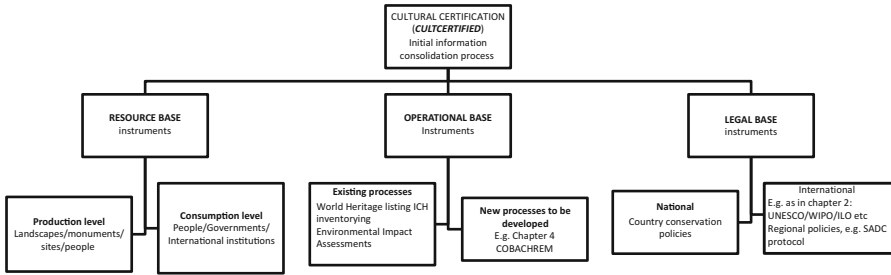 CULTURAL CERTIFICATION
(CULTCERTIFIED)
Initial information
consolidation process
RESOURCE BASE
instruments
OPERATIONAL BASE
Instruments
LEGAL BASE
instruments
Production level
Landscapes/monuments/
sites/people
Consumption level
People/Governments/
International institutions
Existing processes
World Heritage listing ICH
inventorying
Environmental Impact
Assessments
New processes to be
developed
E.g. Chapter 4
COBACHREM
National
Country conservation
policies
International
E.g. as in chapter 2:
UNESCO/WIPO/ILO etc
Regional policies, e.g. SADC
protocol